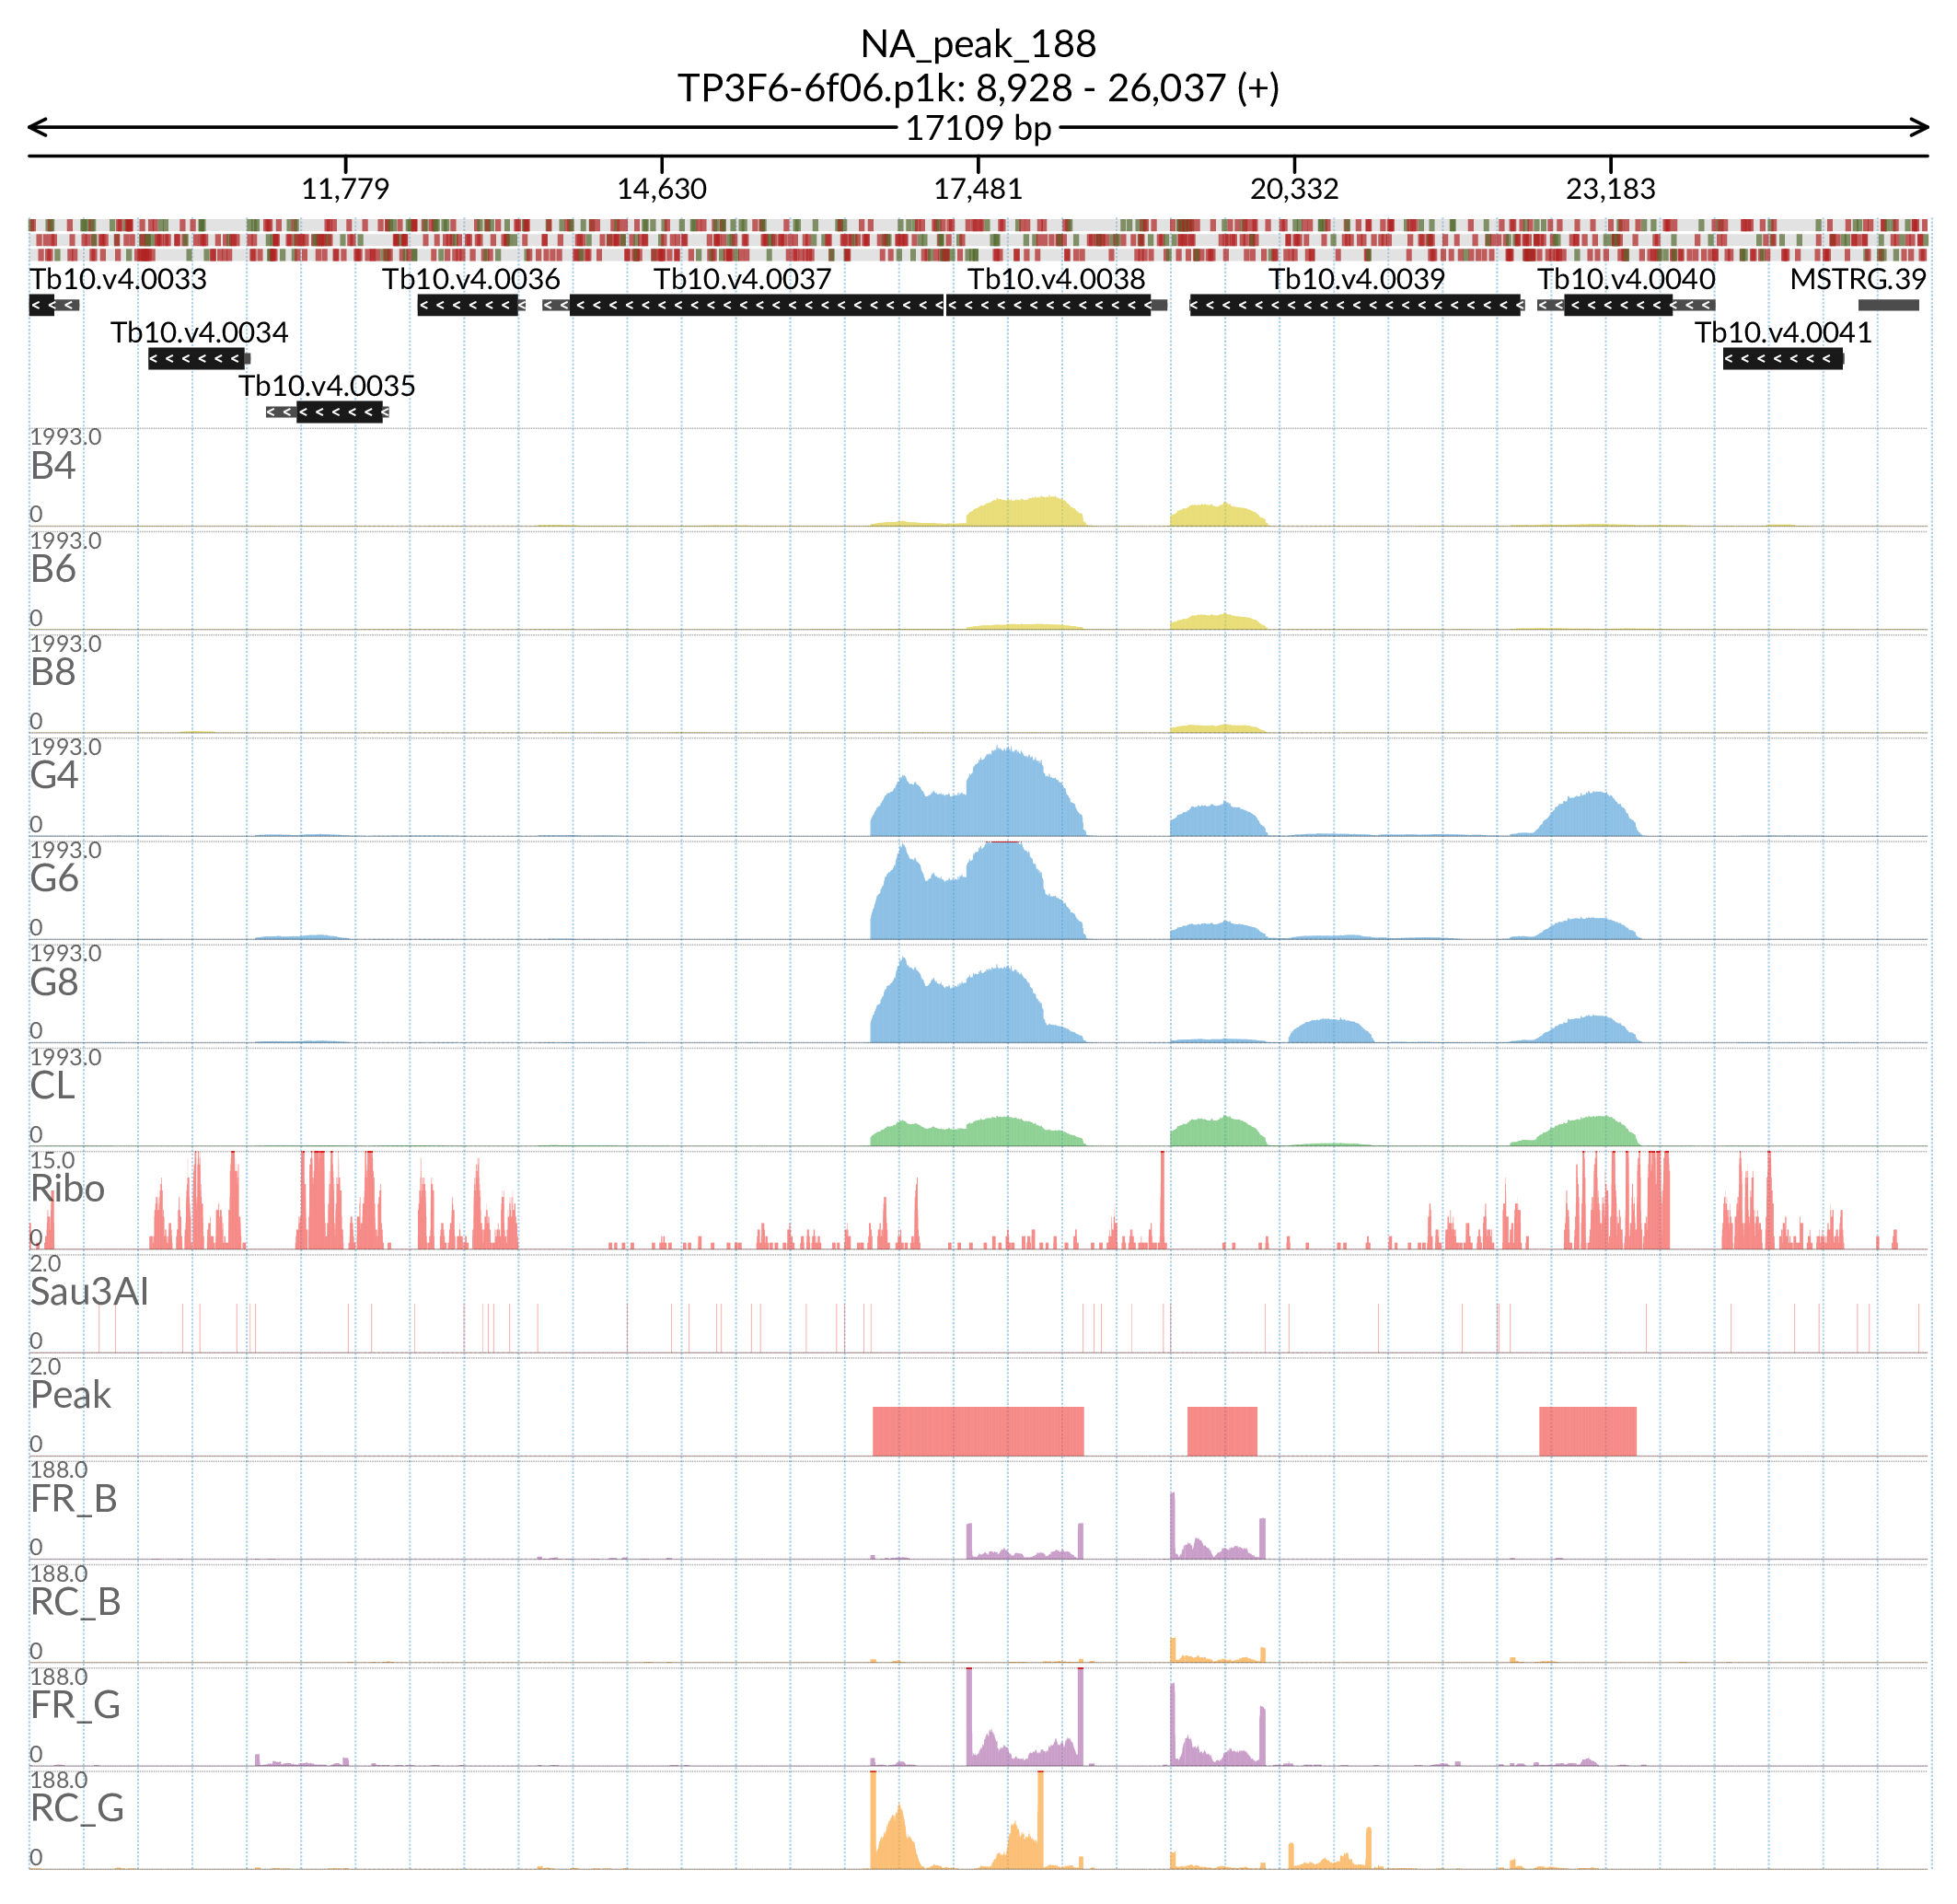 NA_peak_188
TP3F6-6f06.p1k: 8,928 - 26,037 (+)
17109 bp
11,779 14,630 17,481 20,332 23,183
Tb10.v4.0033 Tb10.v4.0036 Tb10.v4.0037 Tb10.v4.0038 Tb10.v4.0039 Tb10.v4.0040 MSTRG.39
Tb10.v4.0034 Tb10.v4.0041
Tb10.v4.0035
1993.0
B4
0
1993.0
B6
0
1993.0
B8
0
1993.0
G4
0
1993.0
G6
0
1993.0
G8
0
1993.0
CL
0
15.0
Ribo
0
2.0
Sau3AI
0
2.0
Peak
0
188.0
FR_B
0
188.0
RC_B
0
188.0
FR_G
0
188.0
RC_G
0